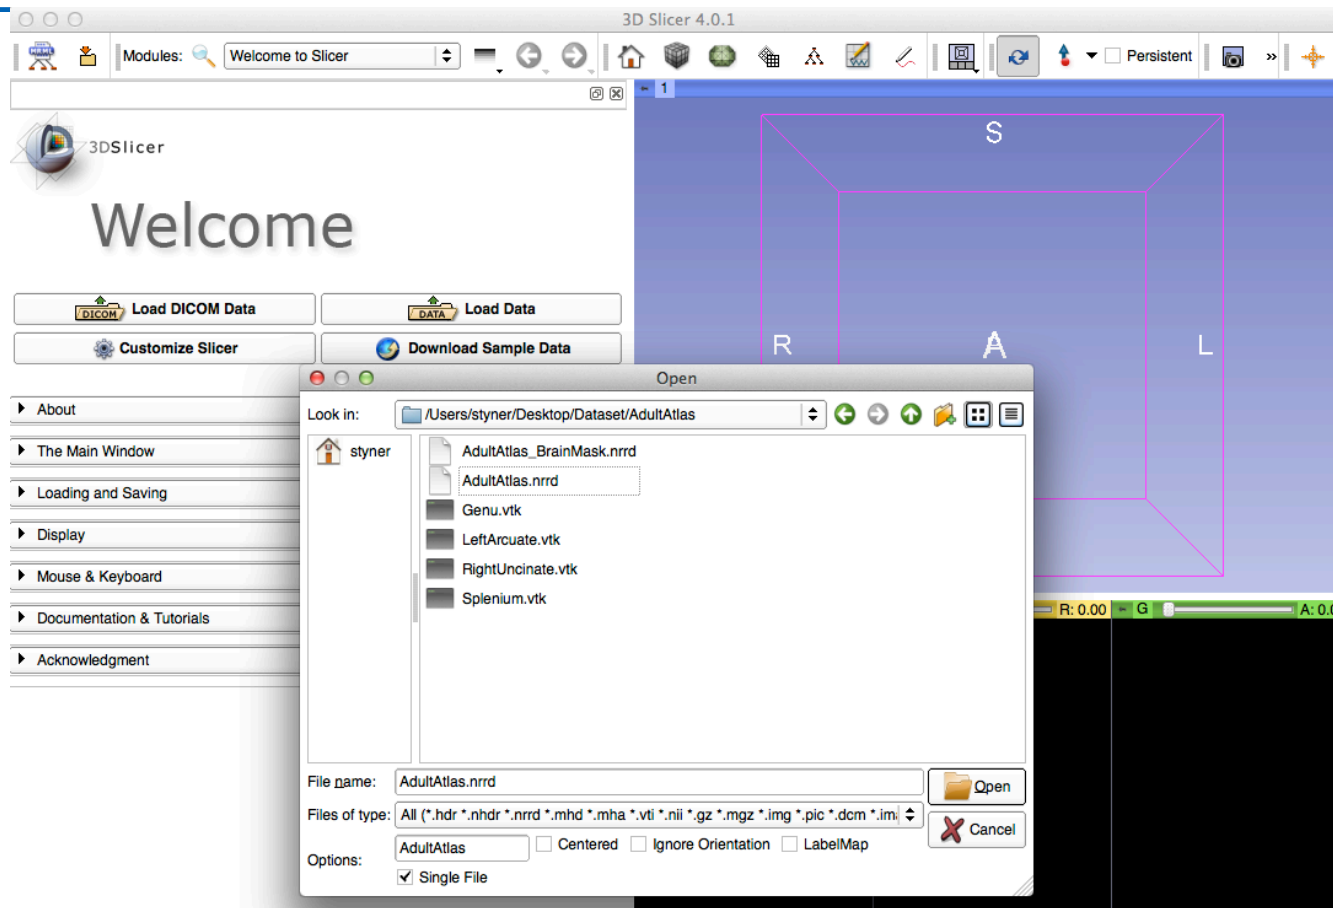 3D Slicer 4.0.1
Modules: Welcome to Slicer
Persistent
»
1
3DSlicer
Welcome
Load DICOM Data
Load Data
Customize Slicer
Download Sample Data
About
The Main Window
Loading and Saving
Display
Mouse & Keyboard
Documentation & Tutorials
Acknowledgment
S
R
A
L
R: 0.00
G
A: 0.0
Open
Look in: /Users/styner/Desktop/Dataset/AdultAtlas
styner
AdultAtlas_BrainMask.nrrd
AdultAtlas.nrrd
Genu.vtk
LeftArcuate.vtk
RightUncinate.vtk
Splenium.vtk
File name: AdultAtlas.nrrd
Open
Files of type: All (*.hdr *.nhdr *.nrrd *.mhd *.mha *.vti *.nii *.gz *.mgz *.img *.pic *.dcm *.im
Cancel
Options: AdultAtlas Centered Ignore Orientation LabelMap
Single File